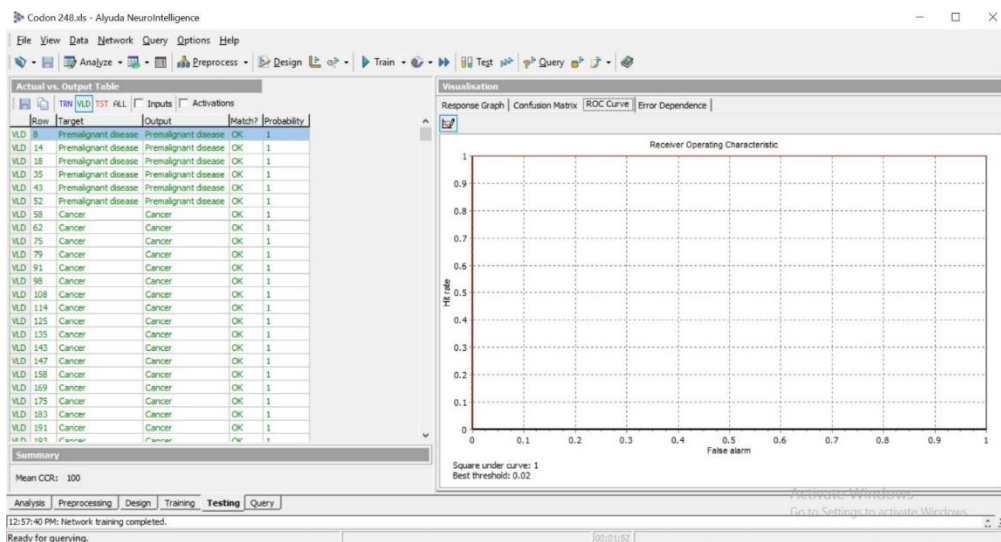 Codon 248.xls - Alyuda NeuroIntelligence
File View Data Network Query Options Help
Analyze Preprocess Design Train Test Query
Actual vs. Output Table
TRN VLD TST ALL Inputs Activations
Row Target Output Match? Probability
VLD 8 Premalignant disease Premalignant disease OK 1
VLD 14 Premalignant disease Premalignant disease OK 1
VLD 18 Premalignant disease Premalignant disease OK 1
VLD 35 Premalignant disease Premalignant disease OK 1
VLD 43 Premalignant disease Premalignant disease OK 1
VLD 52 Premalignant disease Premalignant disease OK 1
VLD 58 Cancer Cancer OK 1
VLD 62 Cancer Cancer OK 1
VLD 75 Cancer Cancer OK 1
VLD 79 Cancer Cancer OK 1
VLD 91 Cancer Cancer OK 1
VLD 98 Cancer Cancer OK 1
VLD 108 Cancer Cancer OK 1
VLD 114 Cancer Cancer OK 1
VLD 125 Cancer Cancer OK 1
VLD 135 Cancer Cancer OK 1
VLD 143 Cancer Cancer OK 1
VLD 147 Cancer Cancer OK 1
VLD 158 Cancer Cancer OK 1
VLD 169 Cancer Cancer OK 1
VLD 175 Cancer Cancer OK 1
VLD 183 Cancer Cancer OK 1
VLD 191 Cancer Cancer OK 1
VLD 193 Cancer Cancer OK 1
Summary
Mean CCR: 100
Visualisation
Response Graph Confusion Matrix ROC Curve Error Dependence
Receiver Operating Characteristic
1
0.9
0.8
0.7
0.6
0.5
0.4
0.3
0.2
0.1
0
Hit rate
0 0.1 0.2 0.3 0.4 0.5 0.6 0.7 0.8 0.9 1
False alarm
Square under curve: 1
Best threshold: 0.02
Activate Windows
Go to Settings to activate Windows.
Analysis Preprocessing Design Training Testing Query
12:57:40 PM: Network training completed.
Ready for querying.
00:01:52